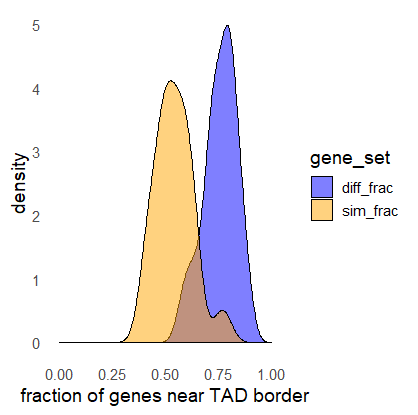 5
4
3
2
1
0
density
0.00 0.25 0.50 0.75 1.00
fraction of genes near TAD border
gene_set
diff_frac
sim_frac